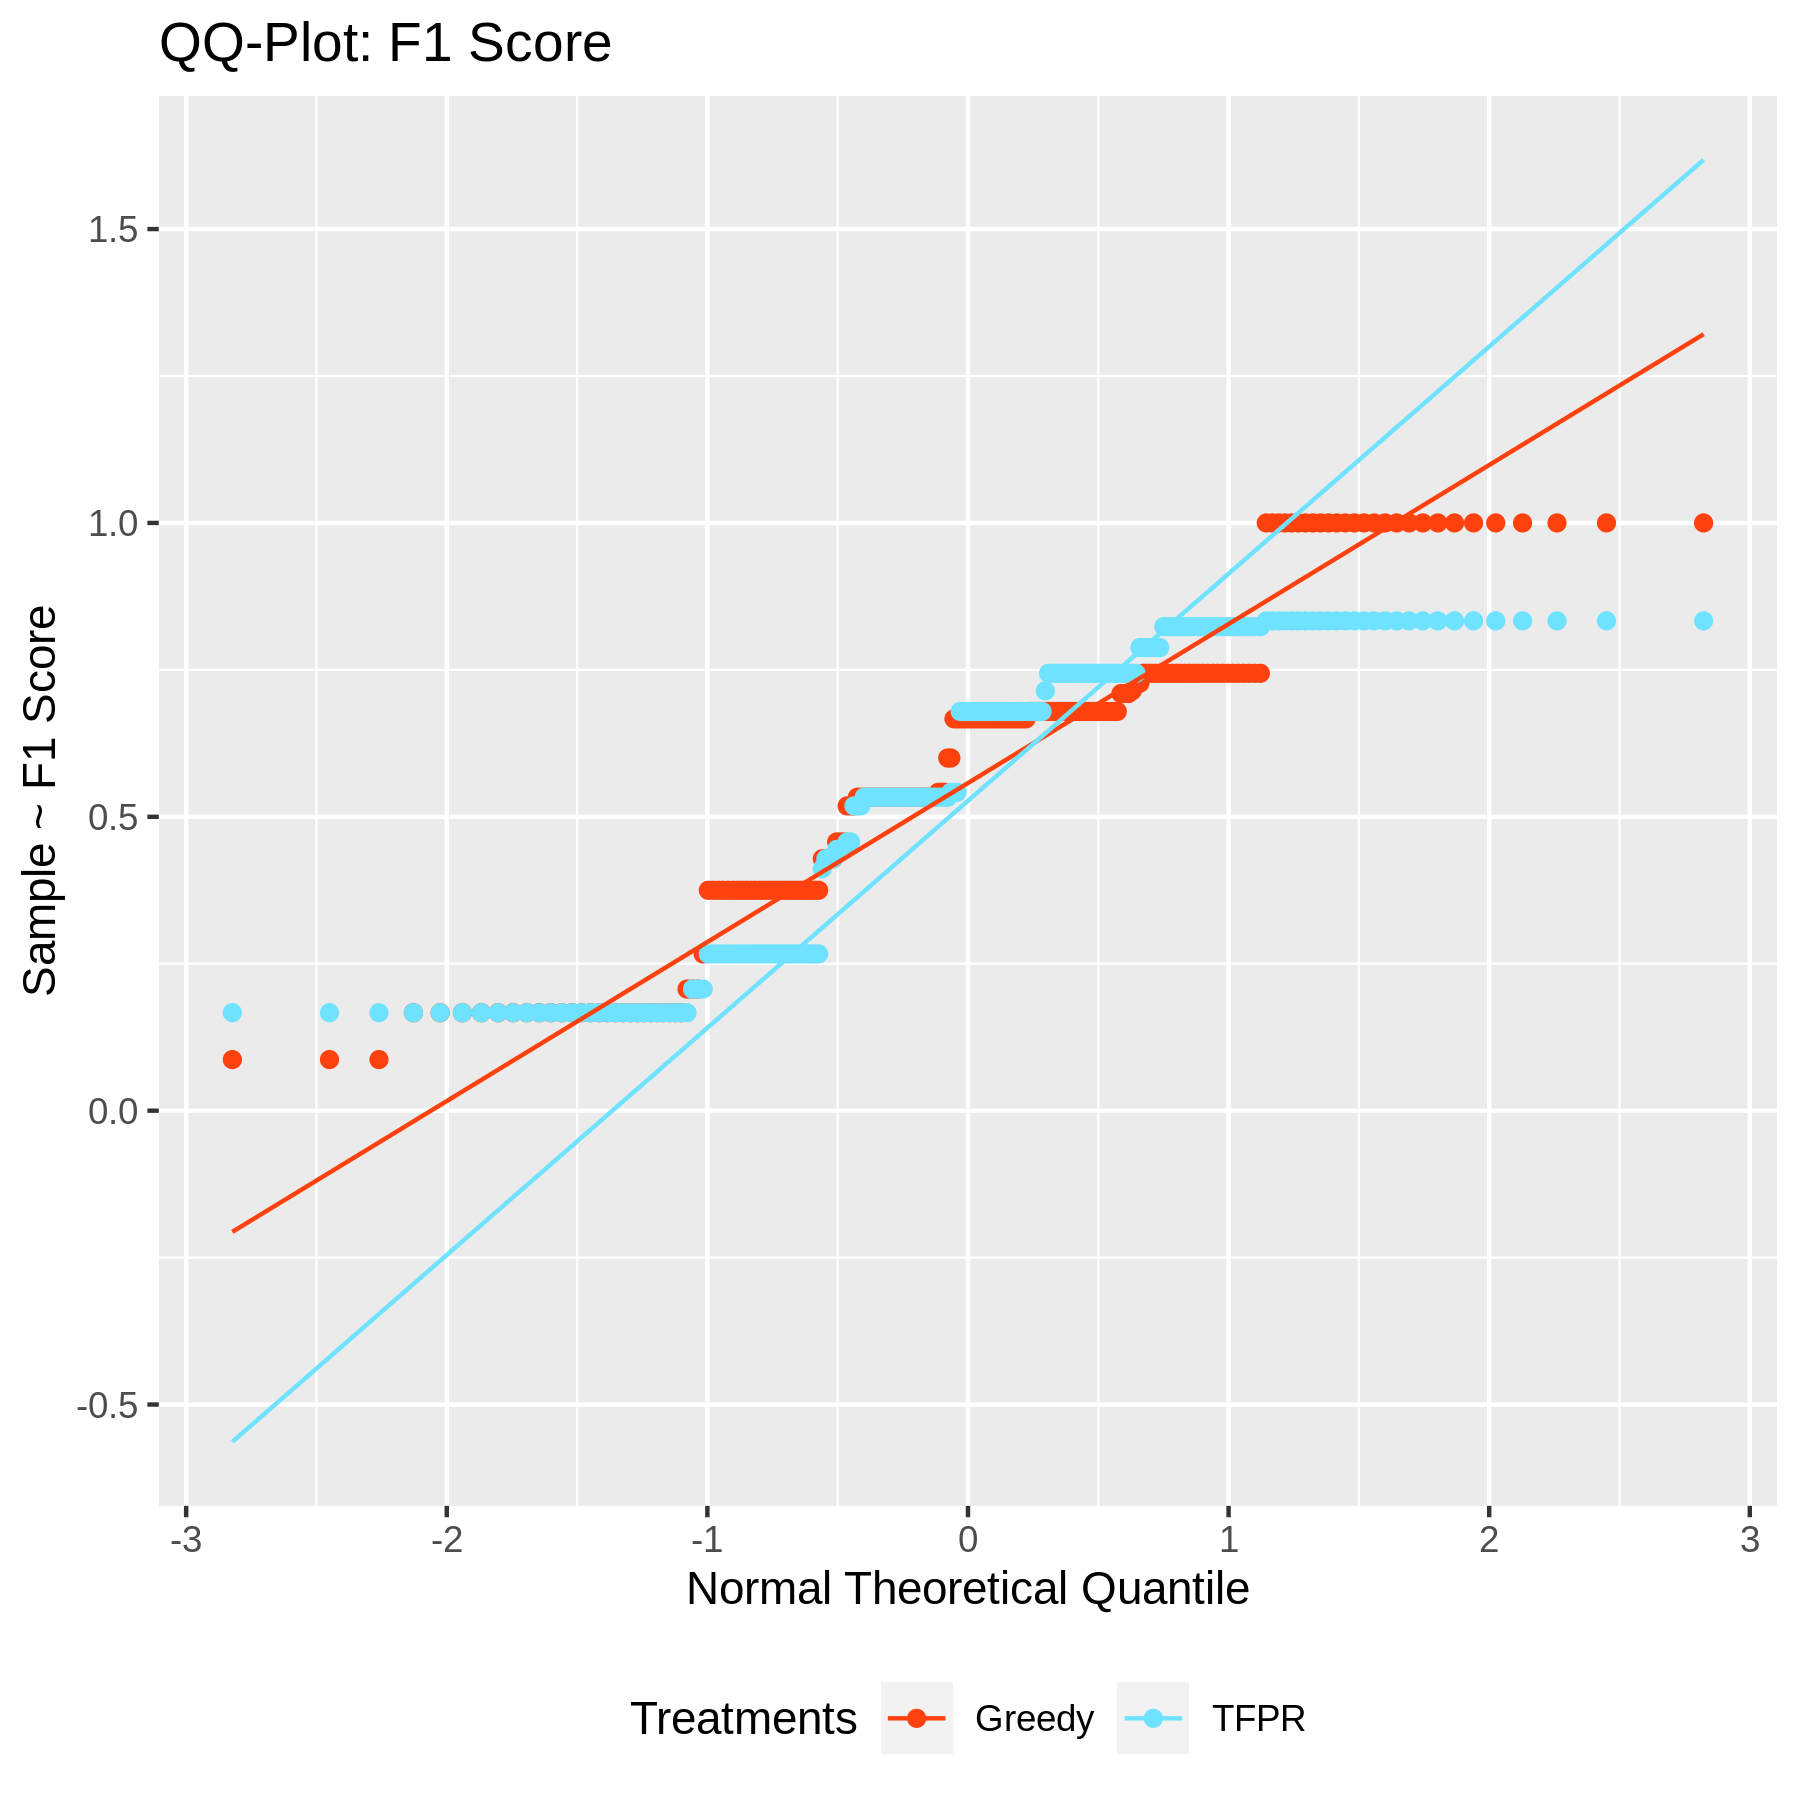 QQ-Plot: F1 Score
1.5
1.0
0.5
0.0
-0.5
Sample ~ F1 Score
-3 -2 -1 0 1 2 3
Normal Theoretical Quantile
Treatments Greedy TFPR